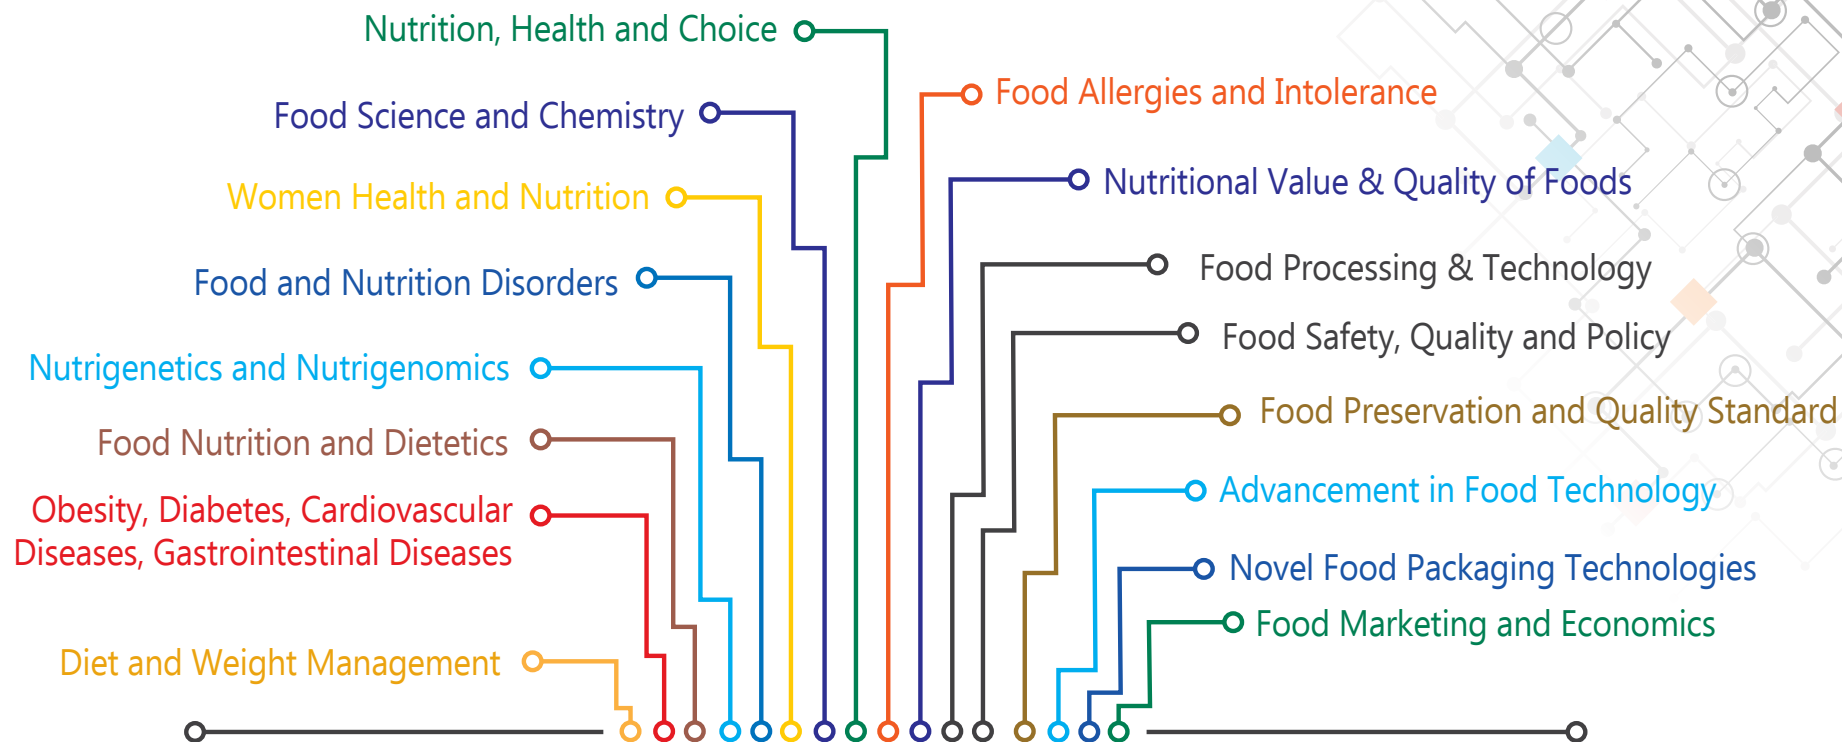 Nutrition, Health and Choice
Food Science and Chemistry
Women Health and Nutrition
Food and Nutrition Disorders
Nutrigenetics and Nutrigenomics
Food Nutrition and Dietetics
Obesity, Diabetes, Cardiovascular
Diseases, Gastrointestinal Diseases
Diet and Weight Management
Food Allergies and Intolerance
Nutritional Value & Quality of Foods
Food Processing & Technology
Food Safety, Quality and Policy
Food Preservation and Quality Standard
Advancement in Food Technology
Novel Food Packaging Technologies
Food Marketing and Economics